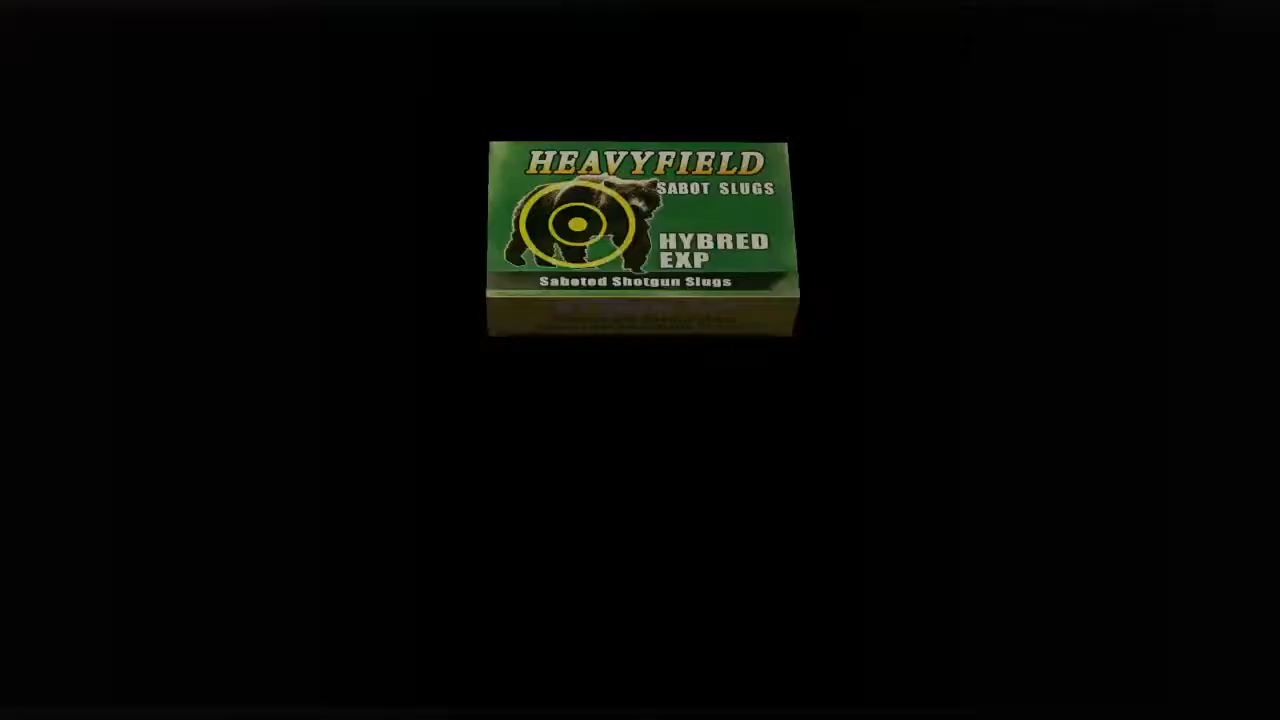 HEAVYFIELD
SABOT SLUGS
HYBRED
EXP
Saboted Shotgun Slugs